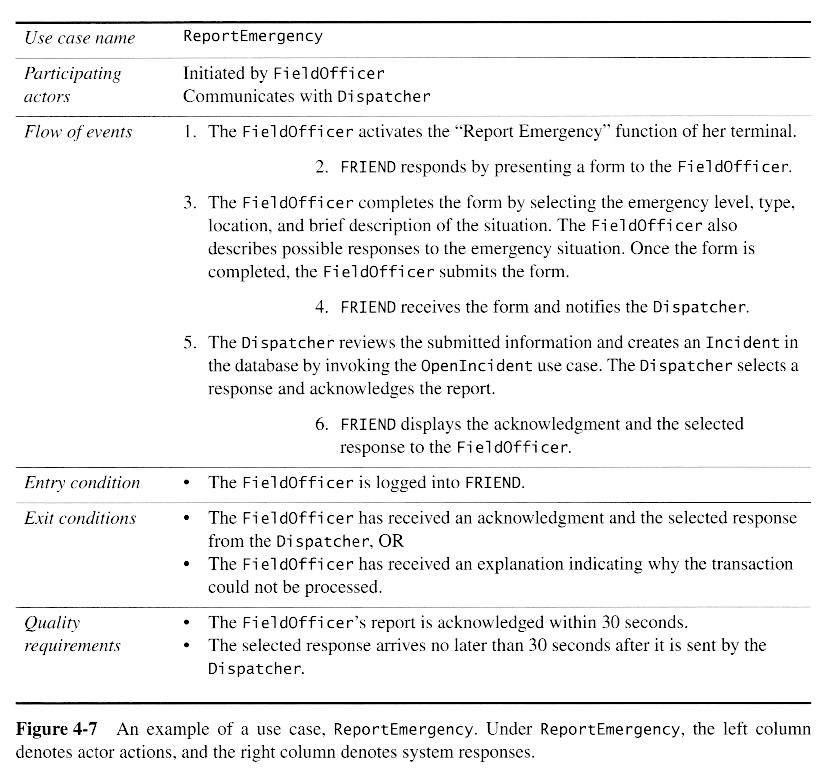 Use case name ReportEmergency
Participating Initiated by FieldOfficer
actors Communicates with Dispatcher
Flow of events 1. The FieldOfficer activates the “Report Emergency” function of her terminal.
2. FRIEND responds by presenting a form to the FieldOfficer.
3. The FieldOfficer completes the form by selecting the emergency level, type,
location, and brief description of the situation. The FieldOfficer also
describes possible responses to the emergency situation. Once the form is
completed, the FieldOfficer submits the form.
4. FRIEND receives the form and notifies the Dispatcher.
5. The Dispatcher reviews the submitted information and creates an Incident in
the database by invoking the OpenIncident use case. The Dispatcher selects a
response and acknowledges the report.
6. FRIEND displays the acknowledgment and the selected
response to the FieldOfficer.
Entry condition • The FieldOfficer is logged into FRIEND.
Exit conditions • The FieldOfficer has received an acknowledgment and the selected response
from the Dispatcher, OR
• The FieldOfficer has received an explanation indicating why the transaction
could not be processed.
Quality • The FieldOfficer’s report is acknowledged within 30 seconds.
requirements • The selected response arrives no later than 30 seconds after it is sent by the
Dispatcher.
Figure 4-7 An example of a use case, ReportEmergency. Under ReportEmergency, the left column
denotes actor actions, and the right column denotes system responses.